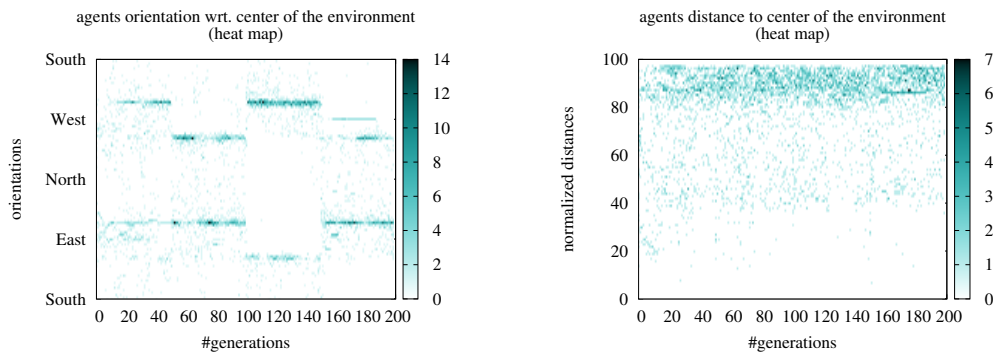 agents orientation wrt. center of the environment
(heat map)
South
West
North
East
South
orientations
0 20 40 60 80 100 120 140 160 180 200
#generations
14
12
10
8
6
4
2
0
agents distance to center of the environment
(heat map)
100
80
60
40
20
0
normalized distances
0 20 40 60 80 100 120 140 160 180 200
#generations
7
6
5
4
3
2
1
0